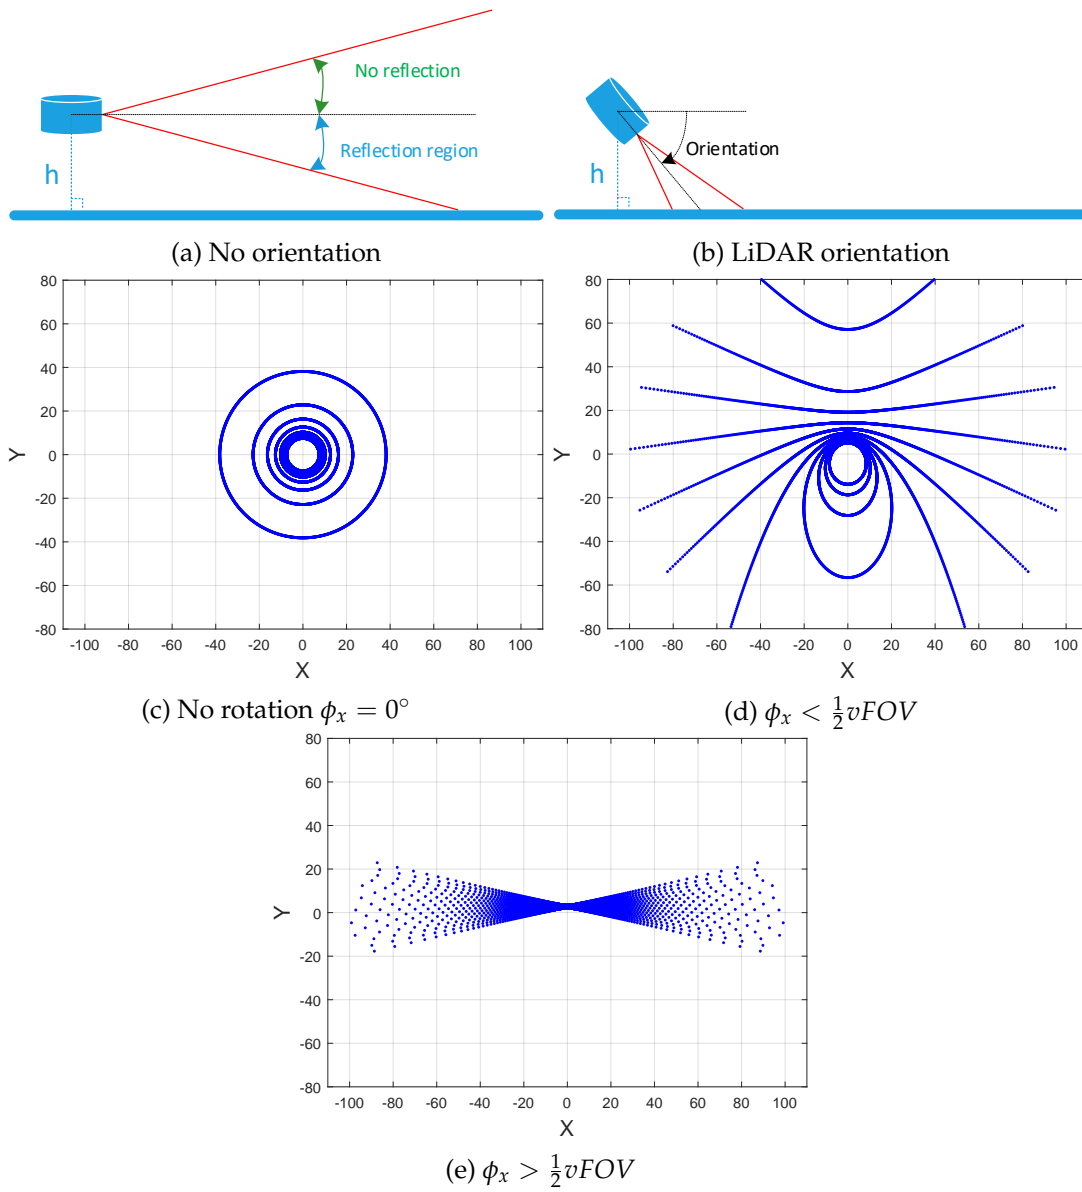 No reflection
Reflection region
h
Orientation
h
(a) No orientation
(b) LiDAR orientation
80
60
40
20
0
-20
-40
-60
-80
Y
-100 -80 -60 -40 -20 0 20 40 60 80 100
X
80
60
40
20
0
-20
-40
-60
-80
Y
-100 -80 -60 -40 -20 0 20 40 60 80 100
X
(c) No rotation ϕₓ = 0°
(d) ϕₓ < ½vFOV
80
60
40
20
0
-20
-40
-60
-80
Y
-100 -80 -60 -40 -20 0 20 40 60 80 100
X
(e) ϕₓ > ½vFOV